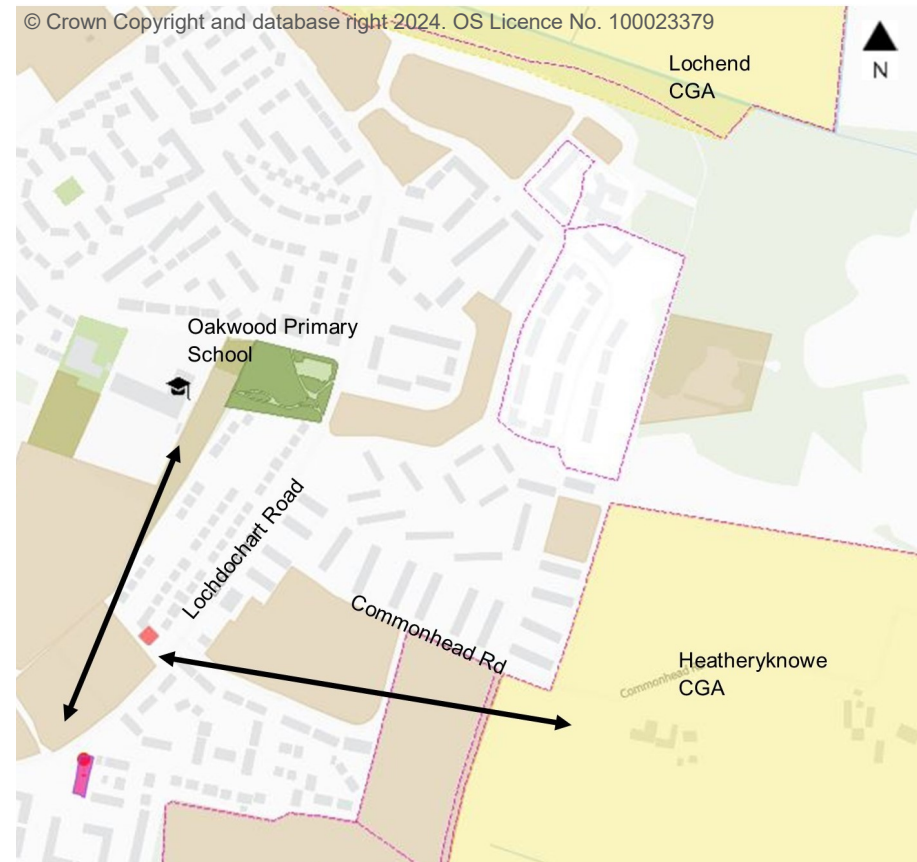 © Crown Copyright and database right 2024. OS Licence No. 100023379
Lochend
CGA
N
Oakwood Primary
School
Lochdochart Road
Commonhead Rd
Heatheryknowe
CGA